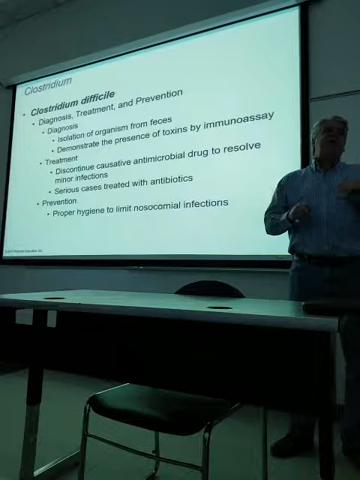 Clostridium
• Clostridium difficile
• Diagnosis, Treatment, and Prevention
• Diagnosis
• Isolation of organism from feces
• Demonstrate the presence of toxins by immunoassay
• Treatment
• Discontinue causative antimicrobial drug to resolve
minor infections
• Serious cases treated with antibiotics
• Prevention
• Proper hygiene to limit nosocomial infections